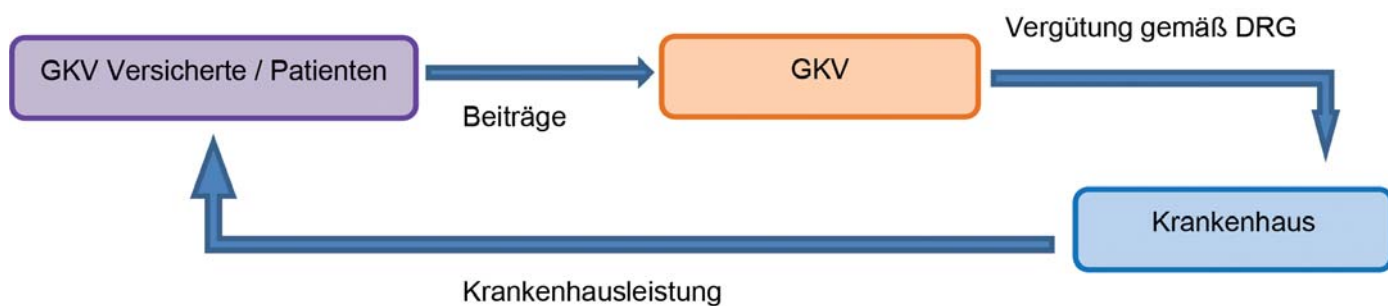 Vergütung gemäß DRG
GKV Versicherte / Patienten
GKV
Beiträge
Krankenhaus
Krankenhausleistung